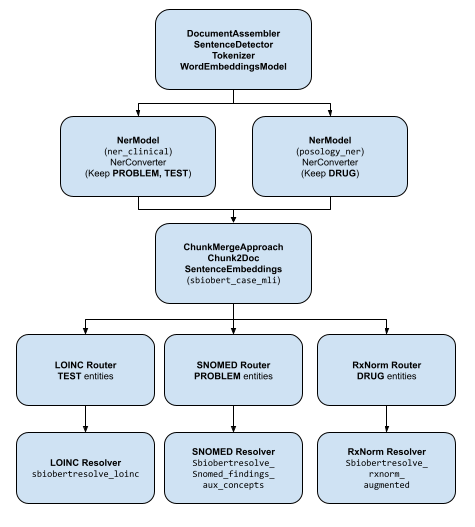 DocumentAssembler
SentenceDetector
Tokenizer
WordEmbeddingsModel
NerModel
(ner_clinical)
NerConverter
(Keep PROBLEM, TEST)
NerModel
(posology_ner)
NerConverter
(Keep DRUG)
ChunkMergeApproach
Chunk2Doc
SentenceEmbeddings
(sbiobert_case_mli)
LOINC Router
TEST entities
SNOMED Router
PROBLEM entities
RxNorm Router
DRUG entities
LOINC Resolver
sbiobertresolve_loinc
SNOMED Resolver
Sbiobertresolve_
Snomed_findings_
aux_concepts
RxNorm Resolver
Sbiobertresolve_
rxnorm_
augmented